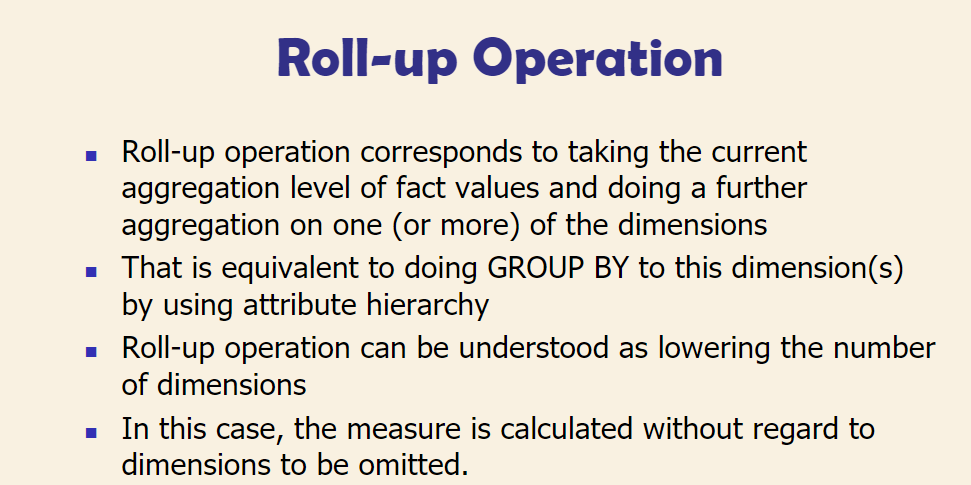 Roll-up Operation
Roll-up operation corresponds to taking the current
aggregation level of fact values and doing a further
aggregation on one (or more) of the dimensions
That is equivalent to doing GROUP BY to this dimension(s)
by using attribute hierarchy
Roll-up operation can be understood as lowering the number
of dimensions
In this case, the measure is calculated without regard to
dimensions to be omitted.